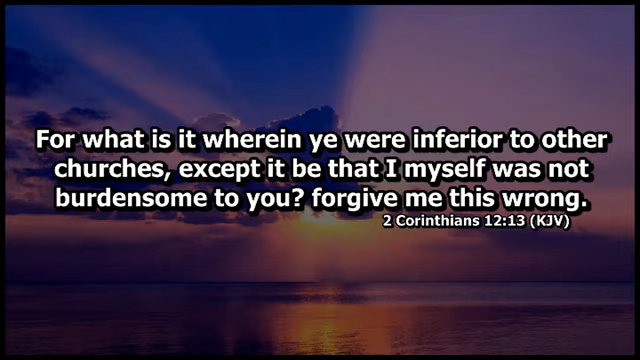 For what is it wherein ye were inferior to other
churches, except it be that I myself was not
burdensome to you? forgive me this wrong.
2 Corinthians 12:13 (KJV)